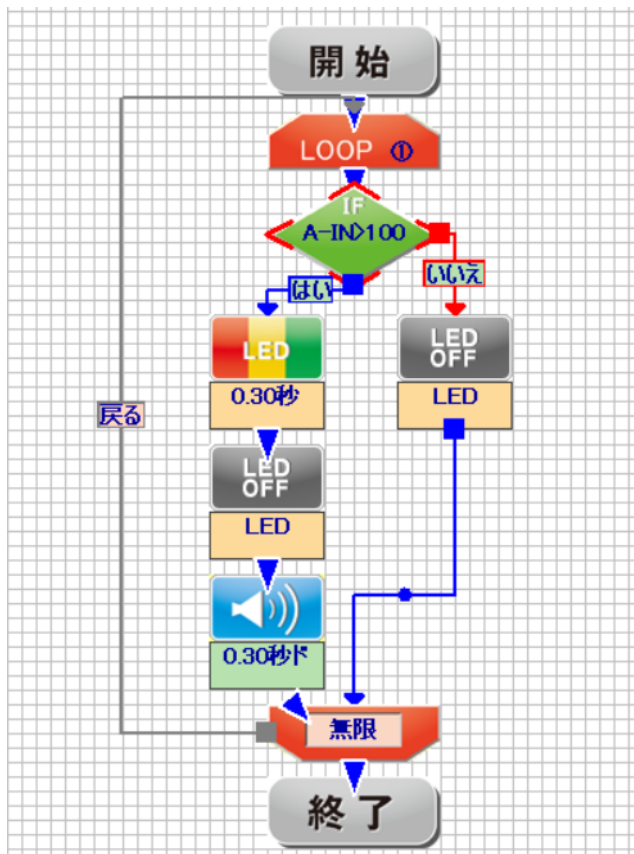 開始
LOOP ①
IF
A-IN>100
はい
いいえ
LED
0.30秒
LED
OFF
LED
戻る
LED
OFF
LED
0.30秒ド
無限
終了